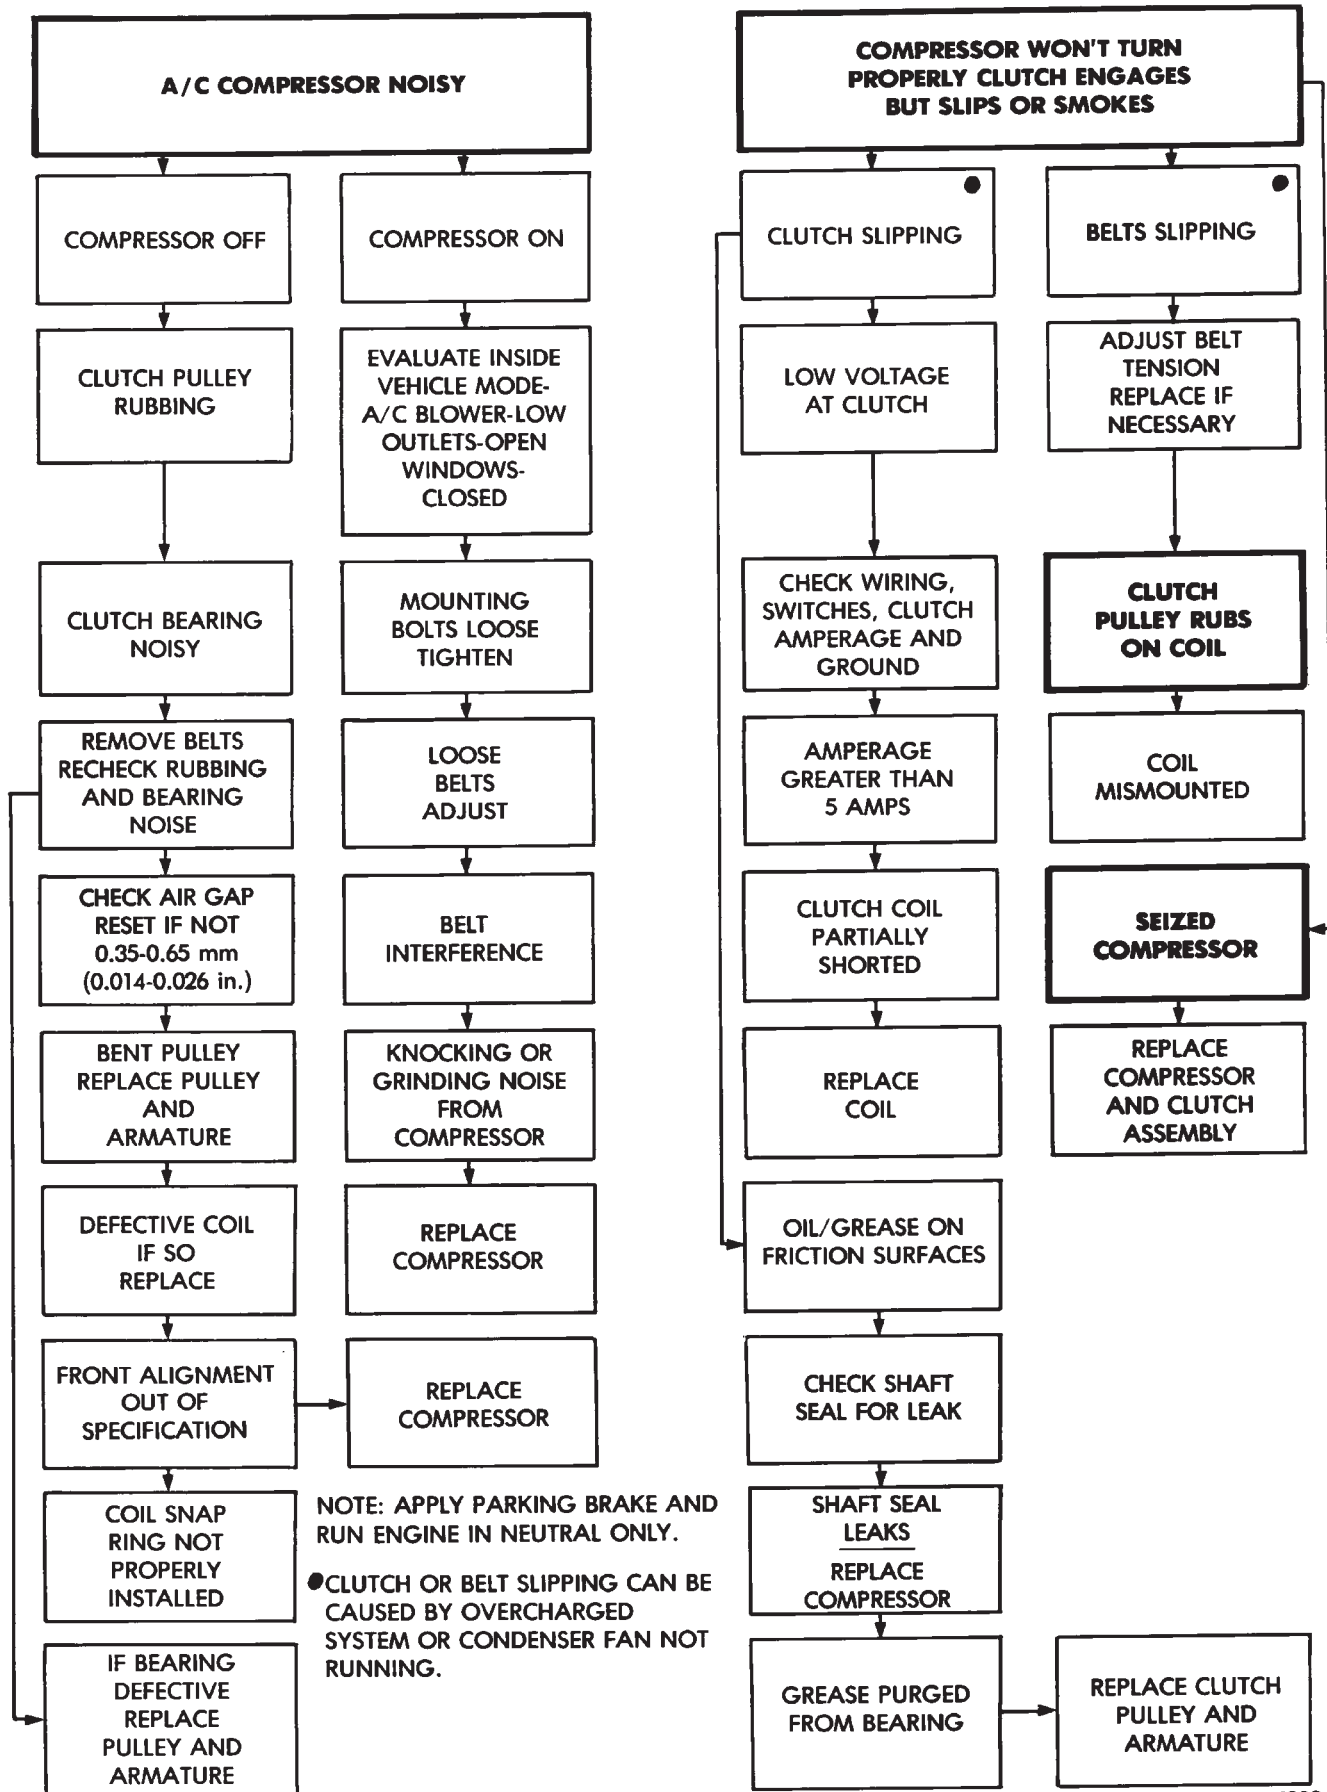 A/C COMPRESSOR NOISY
COMPRESSOR OFF
CLUTCH PULLEY
RUBBING
CLUTCH BEARING
NOISY
REMOVE BELTS
RECHECK RUBBING
AND BEARING
NOISE
CHECK AIR GAP
RESET IF NOT
0.35-0.65 mm
(0.014-0.026 in.)
BENT PULLEY
REPLACE PULLEY
AND
ARMATURE
DEFECTIVE COIL
IF SO
REPLACE
FRONT ALIGNMENT
OUT OF
SPECIFICATION
COIL SNAP
RING NOT
PROPERLY
INSTALLED
IF BEARING
DEFECTIVE
REPLACE
PULLEY AND
ARMATURE
COMPRESSOR ON
EVALUATE INSIDE
VEHICLE MODE-
A/C BLOWER-LOW
OUTLETS-OPEN
WINDOWS-
CLOSED
MOUNTING
BOLTS LOOSE
TIGHTEN
LOOSE
BELTS
ADJUST
BELT
INTERFERENCE
KNOCKING OR
GRINDING NOISE
FROM
COMPRESSOR
REPLACE
COMPRESSOR
REPLACE
COMPRESSOR
NOTE: APPLY PARKING BRAKE AND
RUN ENGINE IN NEUTRAL ONLY.
●CLUTCH OR BELT SLIPPING CAN BE
CAUSED BY OVERCHARGED
SYSTEM OR CONDENSER FAN NOT
RUNNING.
COMPRESSOR WON'T TURN
PROPERLY CLUTCH ENGAGES
BUT SLIPS OR SMOKES
CLUTCH SLIPPING
LOW VOLTAGE
AT CLUTCH
CHECK WIRING,
SWITCHES, CLUTCH
AMPERAGE AND
GROUND
AMPERAGE
GREATER THAN
5 AMPS
CLUTCH COIL
PARTIALLY
SHORTED
REPLACE
COIL
OIL/GREASE ON
FRICTION SURFACES
CHECK SHAFT
SEAL FOR LEAK
SHAFT SEAL
LEAKS
REPLACE
COMPRESSOR
GREASE PURGED
FROM BEARING
REPLACE CLUTCH
PULLEY AND
ARMATURE
BELTS SLIPPING
ADJUST BELT
TENSION
REPLACE IF
NECESSARY
CLUTCH
PULLEY RUBS
ON COIL
COIL
MISMOUNTED
SEIZED
COMPRESSOR
REPLACE
COMPRESSOR
AND CLUTCH
ASSEMBLY